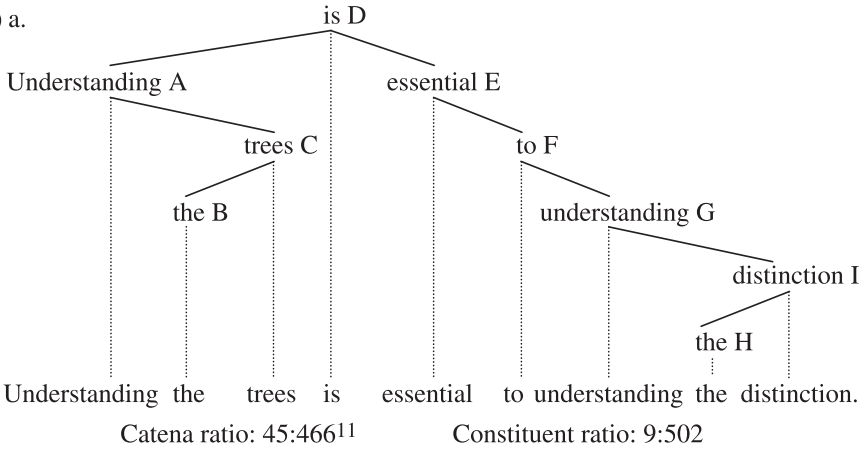 ) a.
is D
Understanding A essential E
trees C to F
the B understanding G
distinction I
the H
Understanding the trees is essential to understanding the distinction.
Catena ratio: 45:466¹¹ Constituent ratio: 9:502